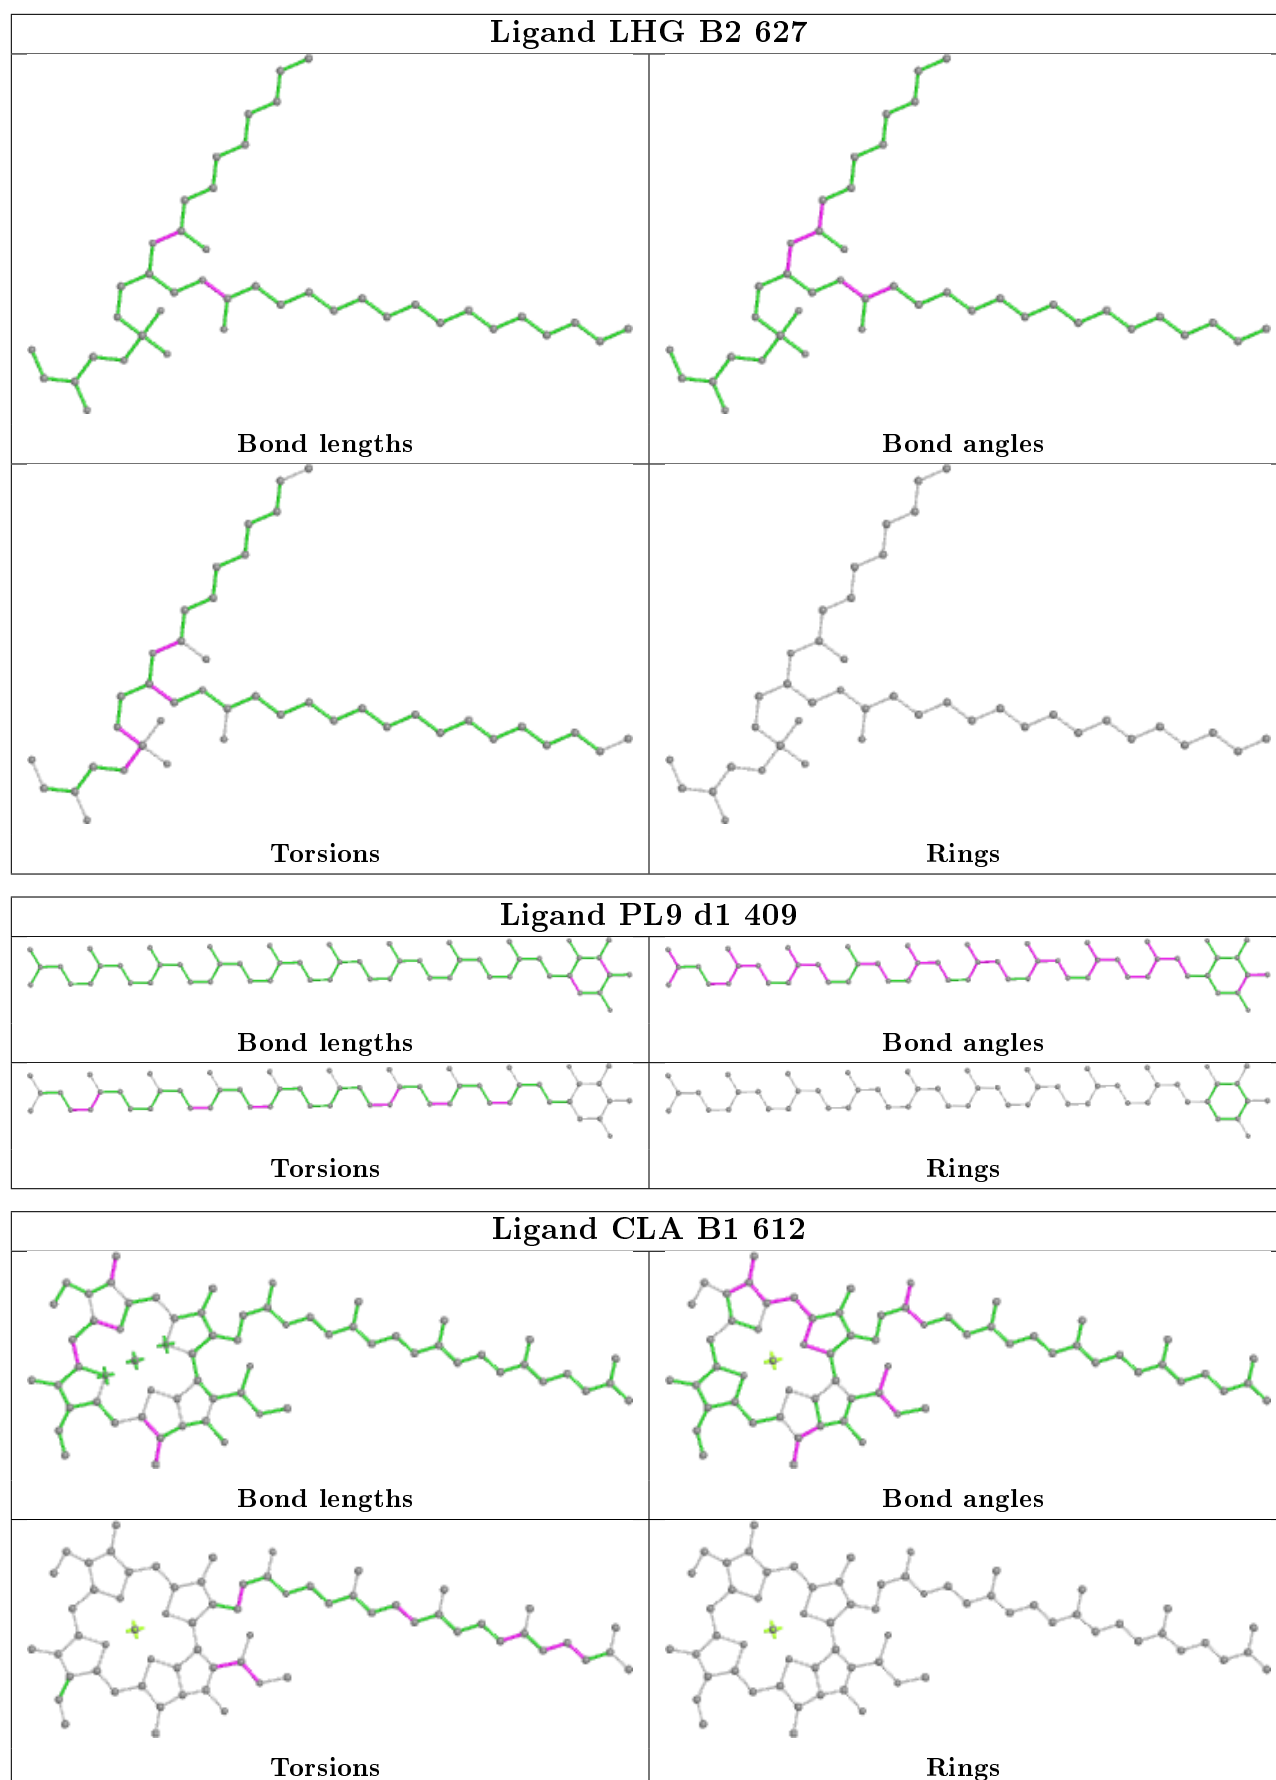 Ligand LHG B2 627
Bond lengths
Bond angles
Torsions
Rings
Ligand PL9 d1 409
Bond lengths
Bond angles
Torsions
Rings
Ligand CLA B1 612
Bond lengths
Bond angles
Torsions
Rings